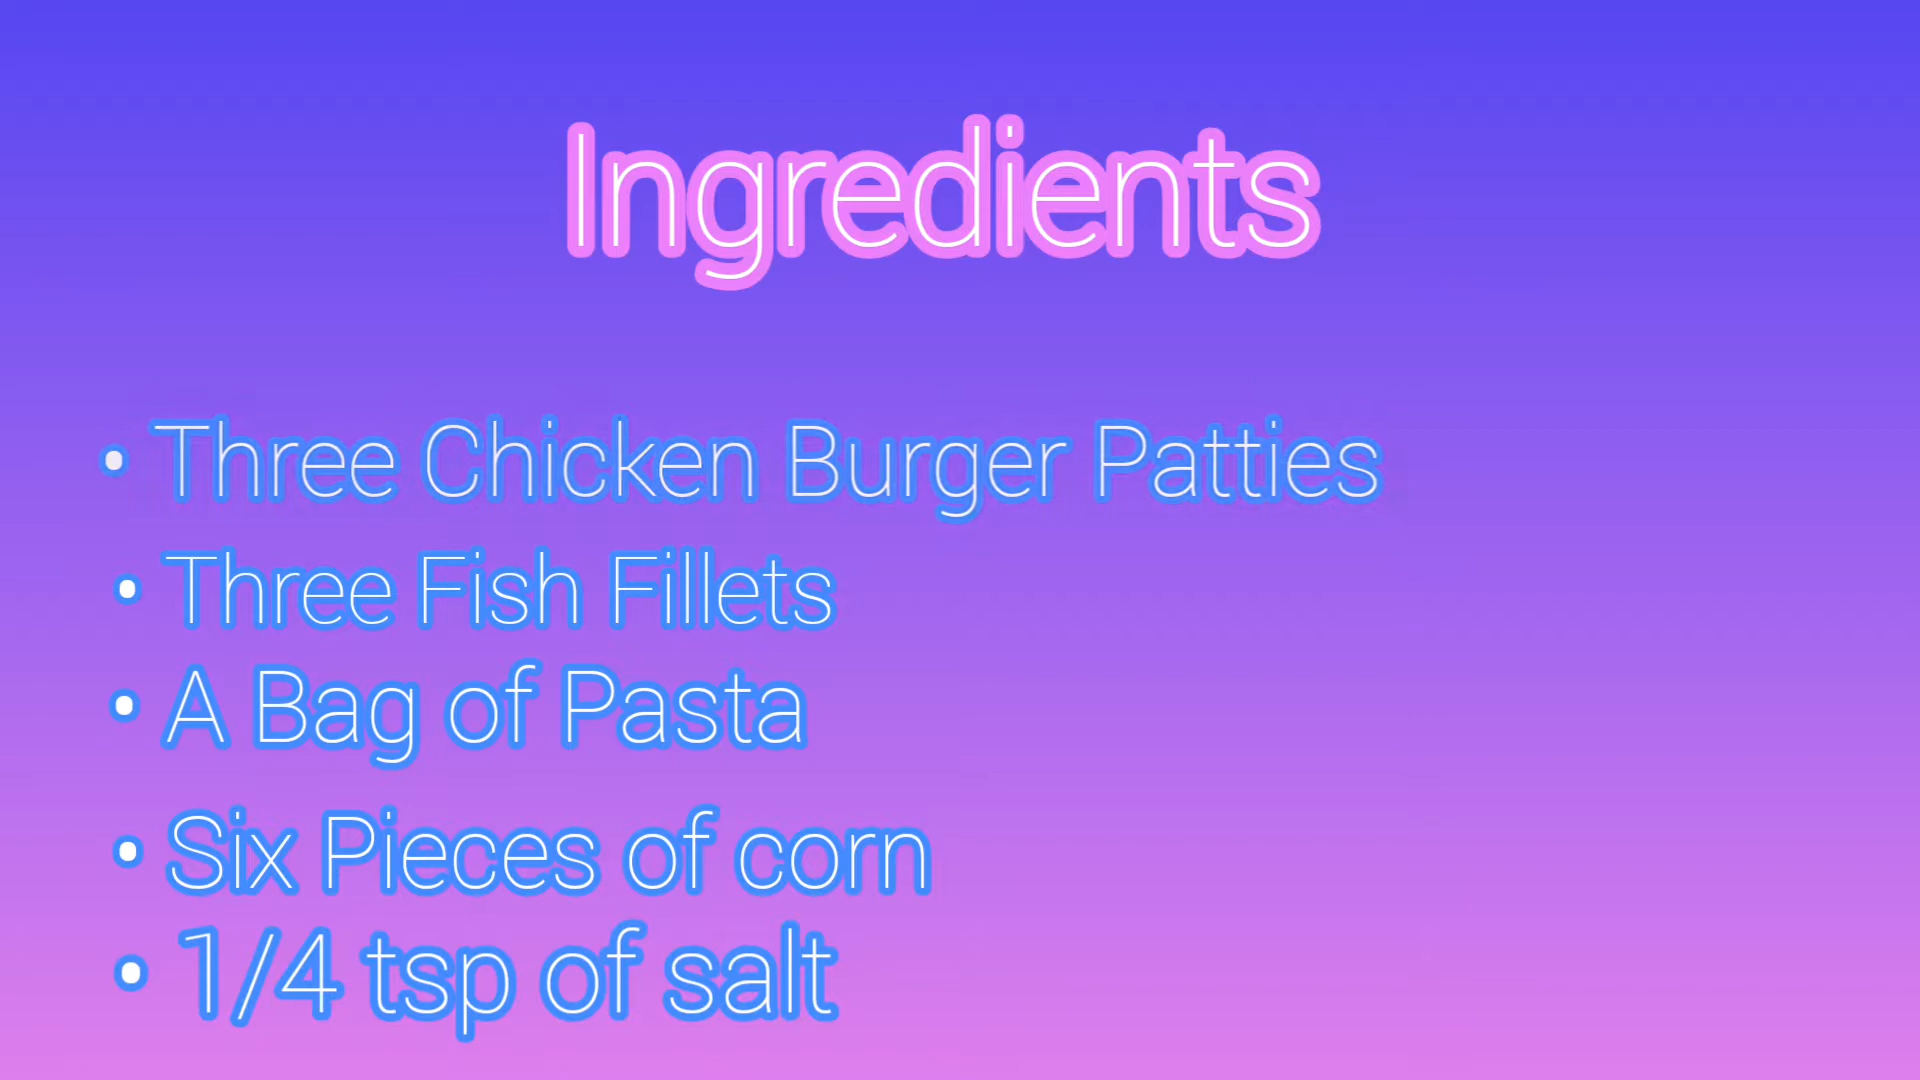 Ingredients
• Three Chicken Burger Patties
• Three Fish Fillets
• A Bag of Pasta
• Six Pieces of corn
• 1/4 tsp of salt